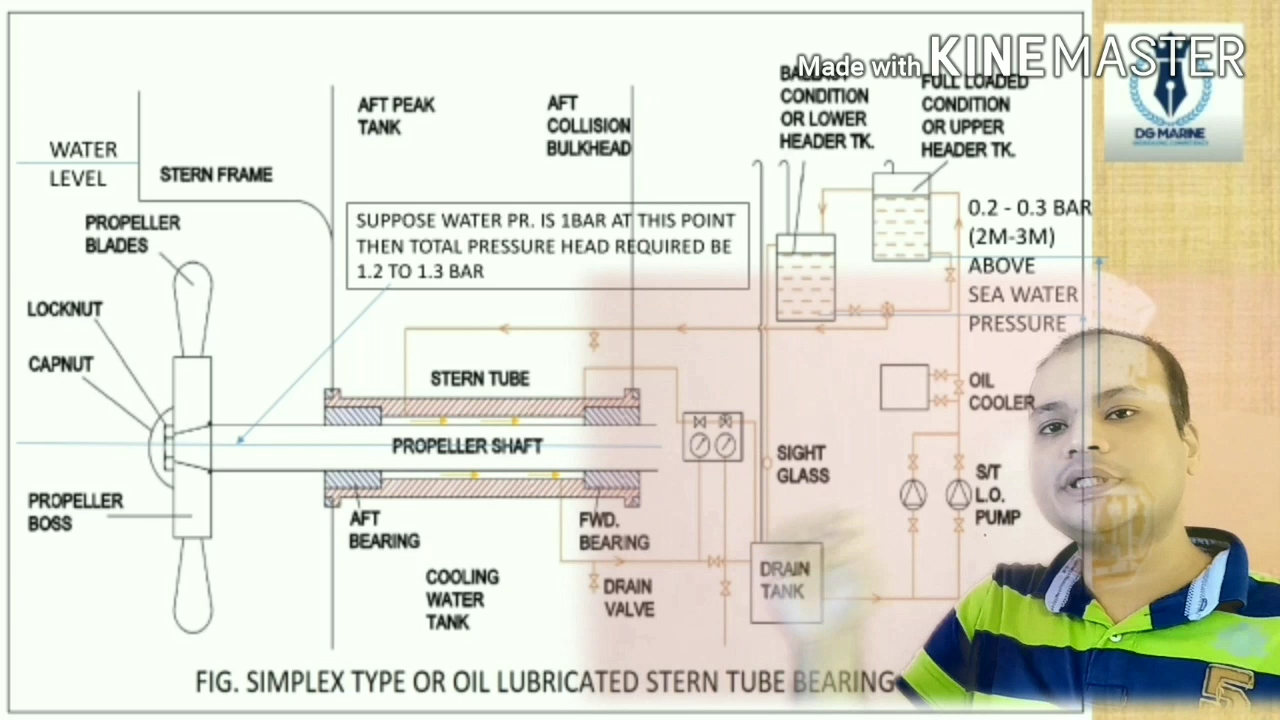 Made with KINEMASTER
DG MARINE
WATER
LEVEL
STERN FRAME
AFT PEAK
TANK
AFT
COLLISION
BULKHEAD
BALLAST
CONDITION
OR LOWER
HEADER TK.
FULL LOADED
CONDITION
OR UPPER
HEADER TK.
PROPELLER
BLADES
SUPPOSE WATER PR. IS 1BAR AT THIS POINT
THEN TOTAL PRESSURE HEAD REQUIRED BE
1.2 TO 1.3 BAR
0.2 - 0.3 BAR
(2M-3M)
ABOVE
SEA WATER
PRESSURE
LOCKNUT
CAPNUT
STERN TUBE
OIL
COOLER
PROPELLER SHAFT
SIGHT
GLASS
S/T
L.O.
PUMP
PROPELLER
BOSS
AFT
BEARING
FWD.
BEARING
COOLING
WATER
TANK
DRAIN
VALVE
DRAIN
TANK
FIG. SIMPLEX TYPE OR OIL LUBRICATED STERN TUBE BEARING
5